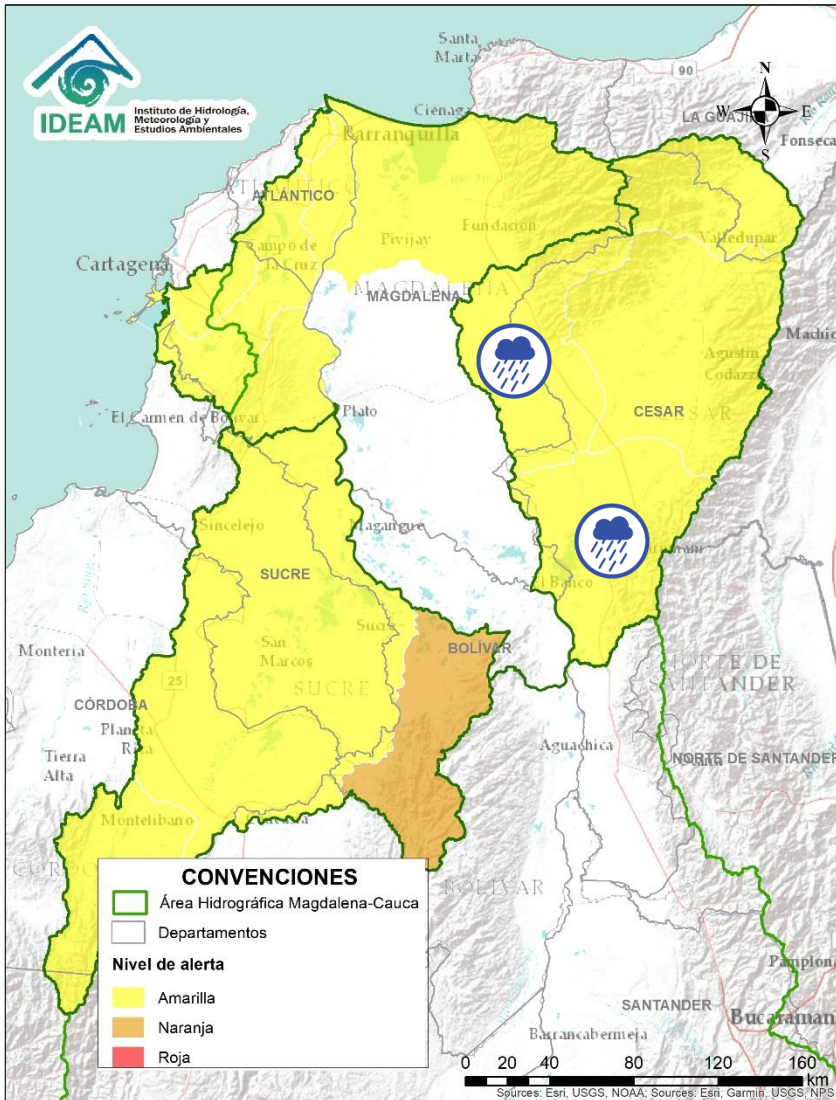 IDEAM
Instituto de Hidrología,
Meteorología y
Estudios Ambientales
Santa
Marta
90
N
W
E
S
Ciénaga
LA GUAJI
Fonseca
Barranquilla
ATLÁNTICO
Valledupar
Campo de
la Cruz
Pivijay
Fundación
Cartagena
MAGDALENA
MAGDALENA
Agustín
Codazzi
CESAR
El Carmen de Bolívar
Plato
Sincelejo
Magangué
El Banco
SUCRE
Sucre
BOLÍVAR
Montería
San
Marcos
NORTE DE
SANTANDER
25
SUCRE
CÓRDOBA
Planeta
Rica
Tierra
Alta
Aguachica
NORTE DE SANTANDER
Montelíbano
BOLÍVAR
CONVENCIONES
Área Hidrográfica Magdalena-Cauca
Departamentos
Nivel de alerta
Amarilla
Naranja
Roja
Pamplona
SANTANDER
Bucaraman
Barrancabermeja
0 20 40 80 120 160
km
Sources: Esri, USGS, NOAA; Sources: Esri, Garmin, USGS, NPS